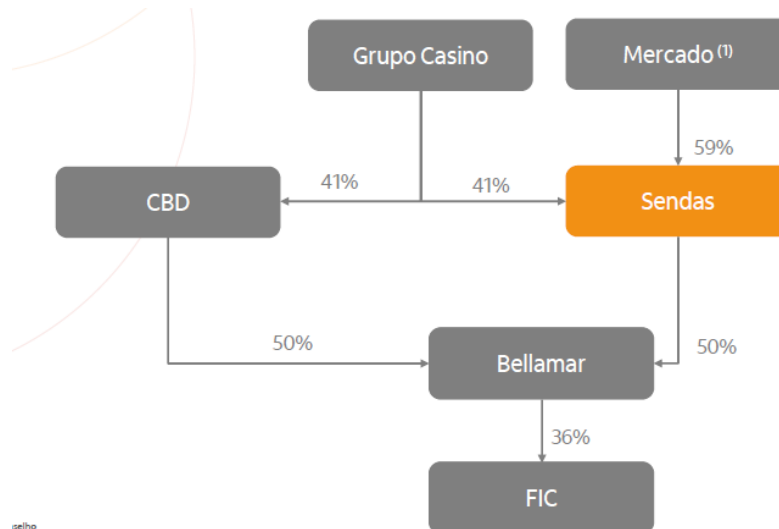 Grupo Casino
Mercado (1)
59%
41%
41%
CBD
Sendas
50%
50%
Bellamar
36%
FIC